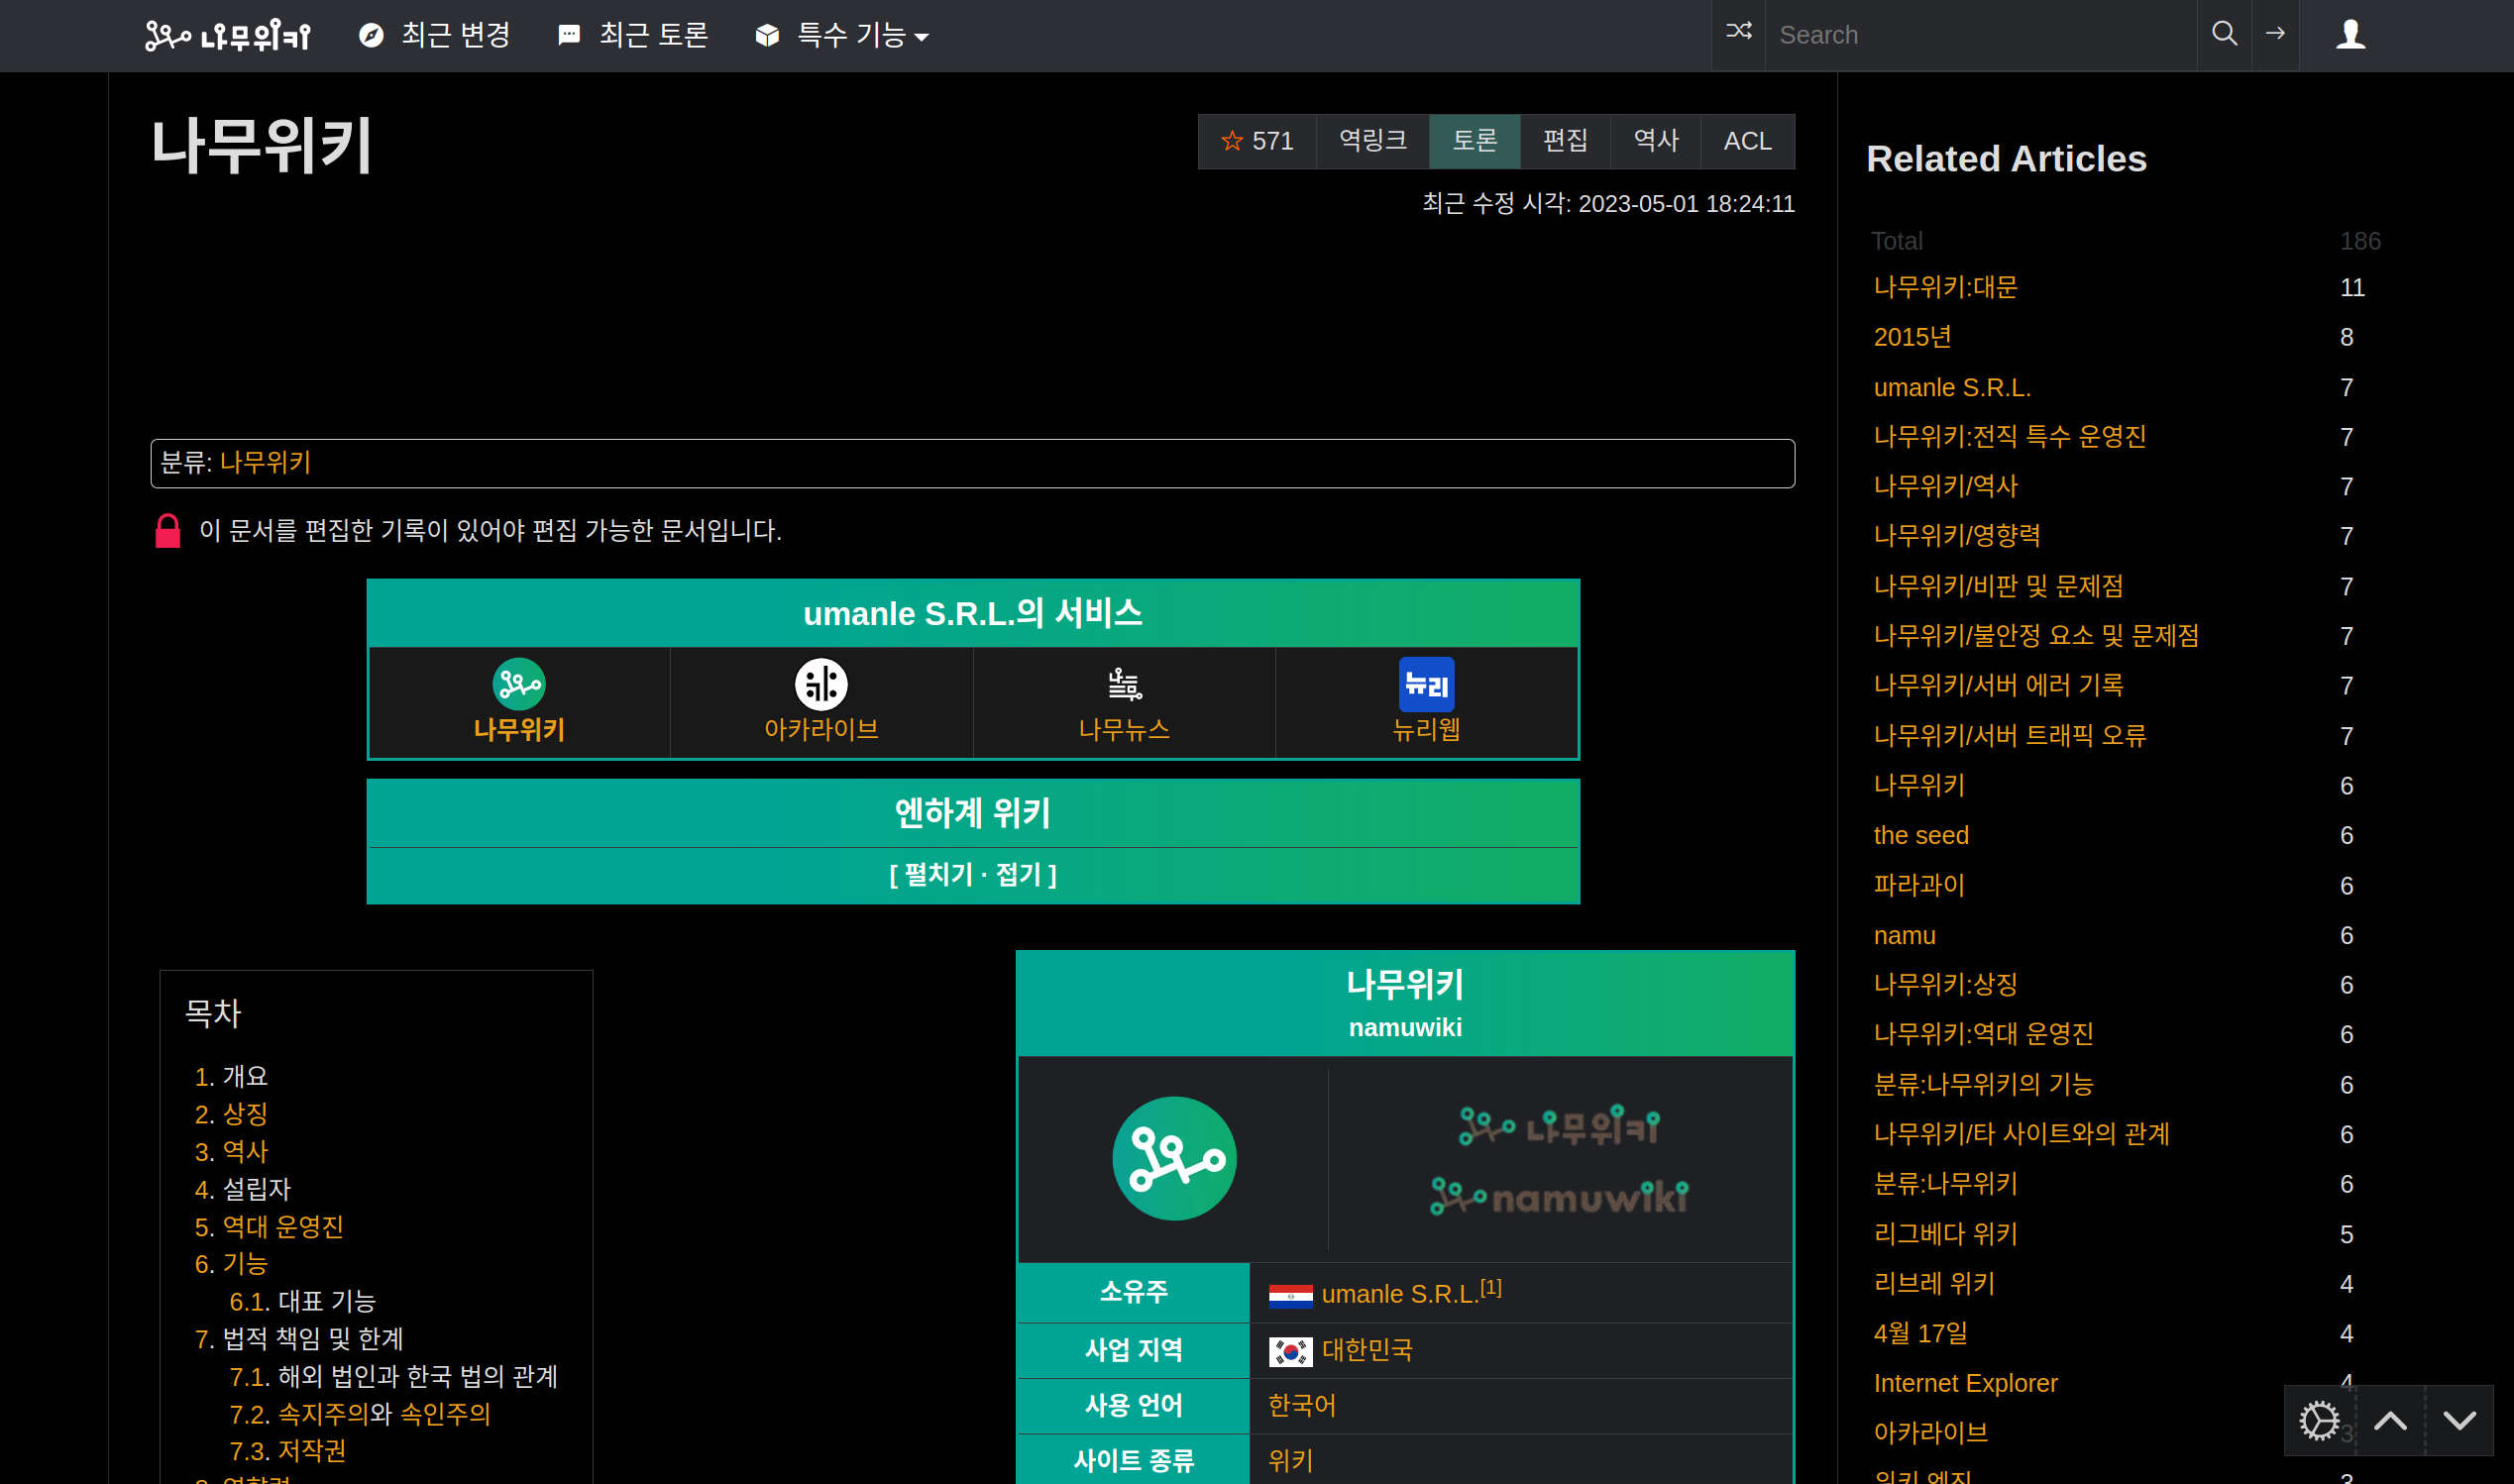 나무위키 최근 변경 최근 토론 특수 기능 Search
나무위키
☆ 571 역링크 토론 편집 역사 ACL
최근 수정 시각: 2023-05-01 18:24:11
분류: 나무위키
이 문서를 편집한 기록이 있어야 편집 가능한 문서입니다.
umanle S.R.L.의 서비스
뉴리
나무위키 아카라이브 나무뉴스 뉴리웹
엔하계 위키
[ 펼치기 · 접기 ]
목차
1. 개요
2. 상징
3. 역사
4. 설립자
5. 역대 운영진
6. 기능
6.1. 대표 기능
7. 법적 책임 및 한계
7.1. 해외 법인과 한국 법의 관계
7.2. 속지주의와 속인주의
7.3. 저작권
8. 영향력
나무위키
namuwiki
나무위키
namuwiki
소유주 umanle S.R.L.[1]
사업 지역 대한민국
사용 언어 한국어
사이트 종류 위키
Related Articles
Total 186
나무위키:대문 11
2015년 8
umanle S.R.L. 7
나무위키:전직 특수 운영진 7
나무위키/역사 7
나무위키/영향력 7
나무위키/비판 및 문제점 7
나무위키/불안정 요소 및 문제점 7
나무위키/서버 에러 기록 7
나무위키/서버 트래픽 오류 7
나무위키 6
the seed 6
파라과이 6
namu 6
나무위키:상징 6
나무위키:역대 운영진 6
분류:나무위키의 기능 6
나무위키/타 사이트와의 관계 6
분류:나무위키 6
리그베다 위키 5
리브레 위키 4
4월 17일 4
Internet Explorer 4
아카라이브 3
위키 엔진 3